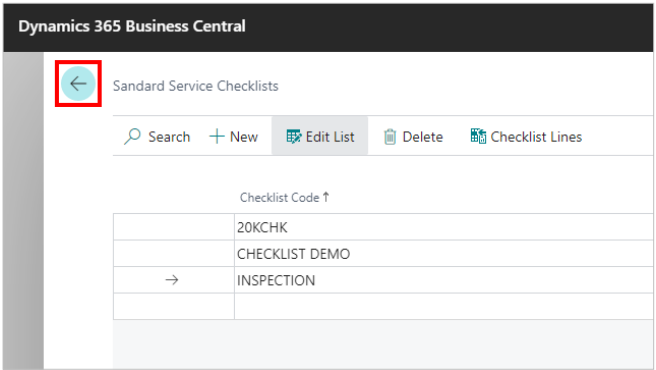 Dynamics 365 Business Central
Sandard Service Checklists
Search New Edit List Delete Checklist Lines
Checklist Code ↑
20KCHK
CHECKLIST DEMO
INSPECTION